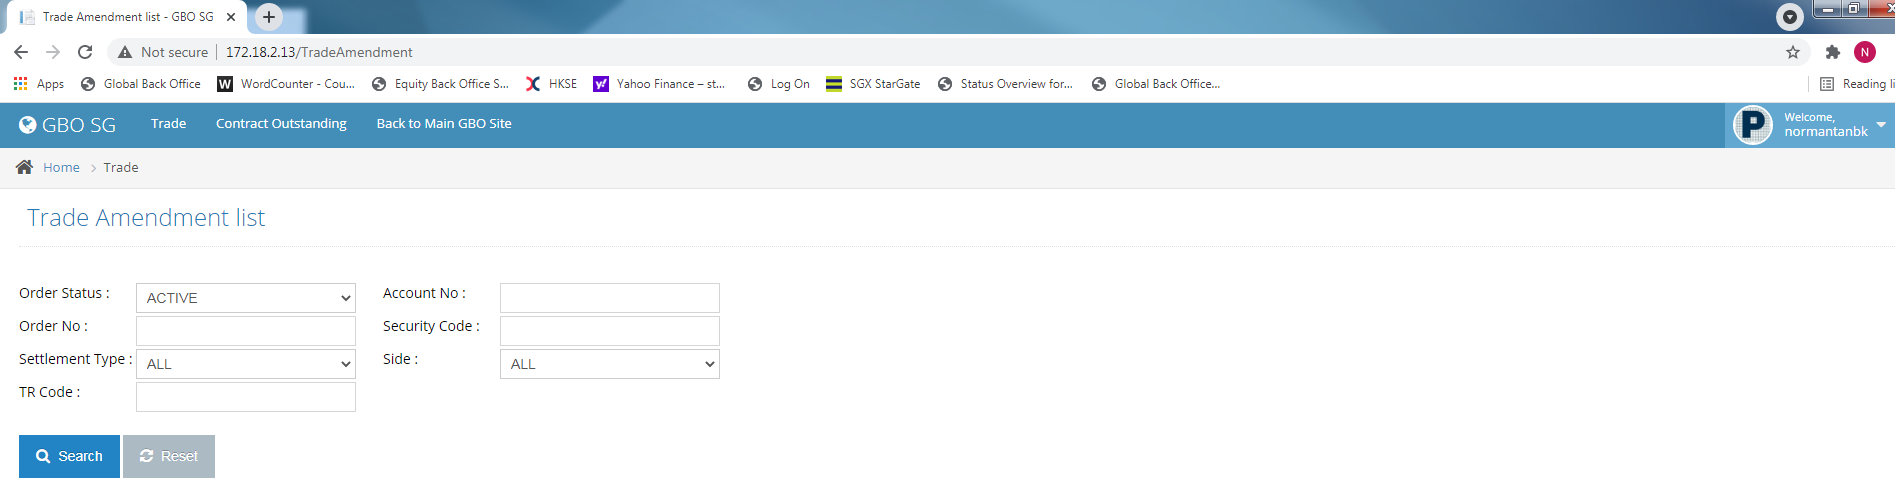 Trade Amendment list - GBO SG
Not secure 172.18.2.13/TradeAmendment N
Apps Global Back Office W WordCounter - Cou... Equity Back Office S... HKSE y! Yahoo Finance – st... Log On SGX StarGate Status Overview for... Global Back Office... Reading li
GBO SG Trade Contract Outstanding Back to Main GBO Site P Welcome,
normantanbk
Home > Trade
Trade Amendment list
Order Status : ACTIVE Account No :
Order No : Security Code :
Settlement Type : ALL Side : ALL
TR Code :
Search Reset